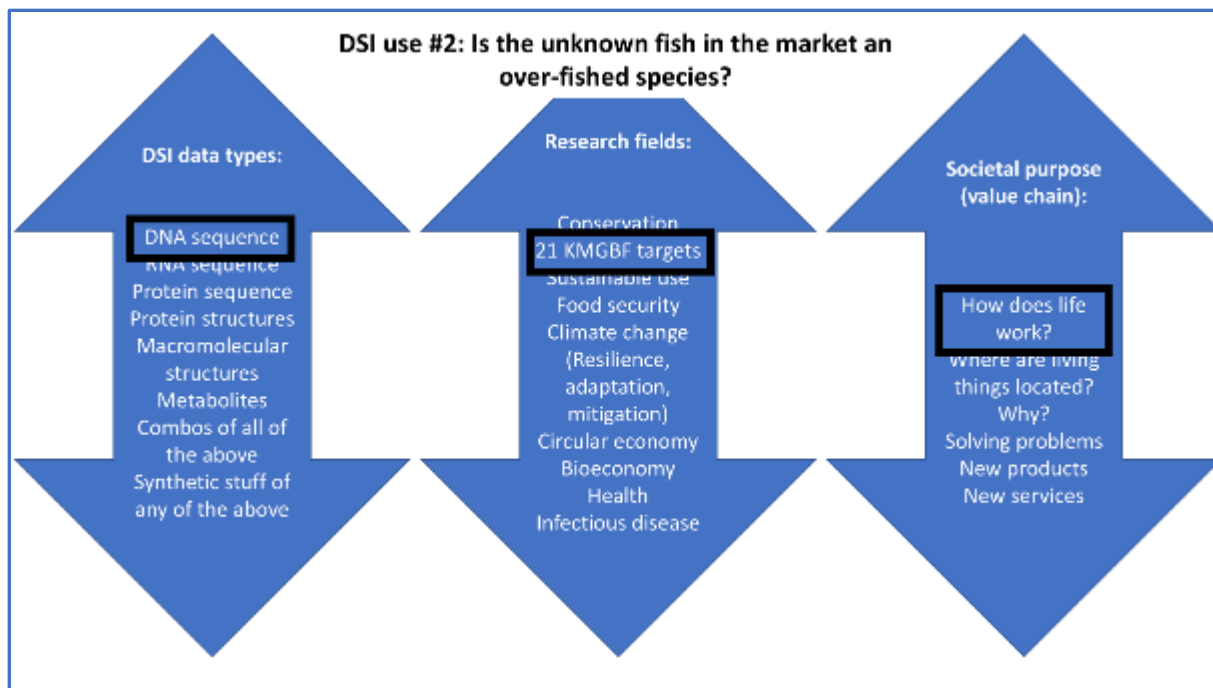 DSI use #2: Is the unknown fish in the market an
over-fished species?
DSI data types:
DNA sequence
RNA sequence
Protein sequence
Protein structures
Macromolecular
structures
Metabolites
Combos of all of
the above
Synthetic stuff of
any of the above
Research fields:
Conservation
21 KMGBF targets
Sustainable use
Food security
Climate change
(Resilience,
adaptation,
mitigation)
Circular economy
Bioeconomy
Health
Infectious disease
Societal purpose
(value chain):
How does life
work?
Where are living
things located?
Why?
Solving problems
New products
New services